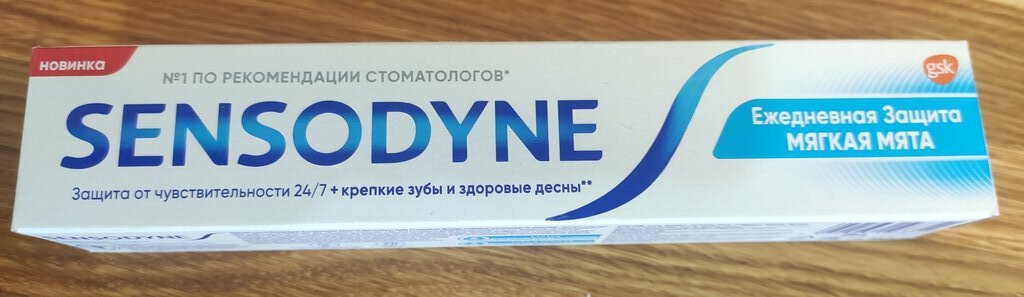 новинка
№1 ПО РЕКОМЕНДАЦИИ СТОМАТОЛОГОВ*
SENSODYNE
Защита от чувствительности 24/7 + крепкие зубы и здоровые десны**
gsk
Ежедневная Защита
МЯГКАЯ МЯТА
SENSODYNE